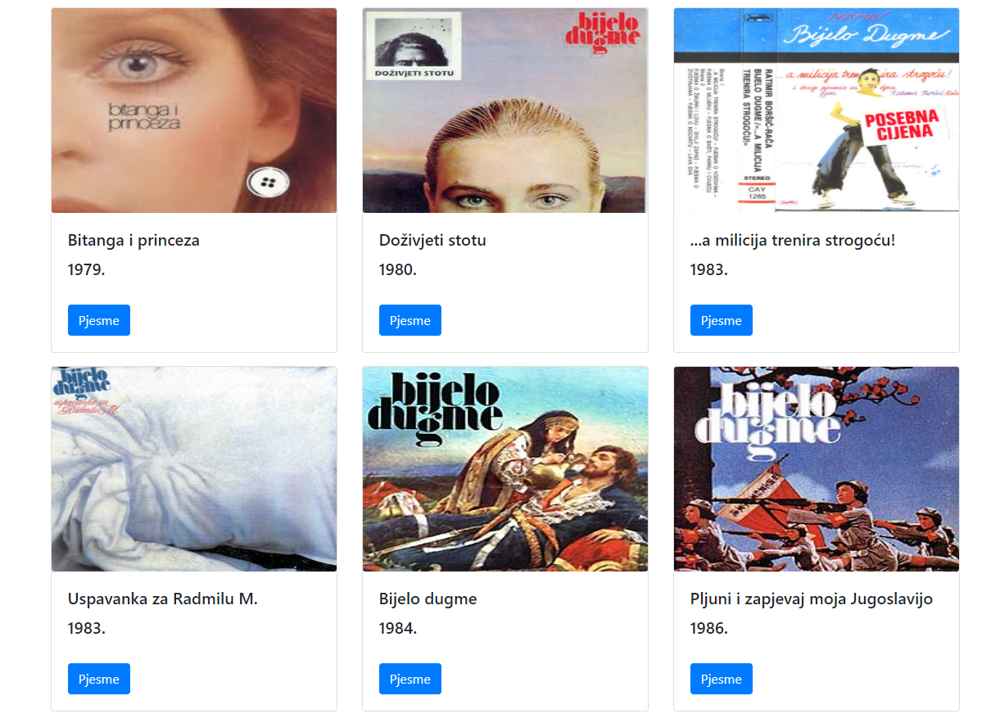 bitanga i
princeza
Bitanga i princeza
1979.
Pjesme
bijelo
dugme
DOŽIVJETI STOTU
Doživjeti stotu
1980.
Pjesme
Bijelo Dugme
...a milicija trenira strogoću!
RATIMIR BORŠIĆ-RAČA
BIJELO DUGME/»...A MILICIJA
TRENIRA STROGOĆU!«
STEREO
CAY
1285
POSEBNA
CIJENA
...a milicija trenira strogoću!
1983.
Pjesme
bijelo
dugme
uspavanka za
Radmilu M
Uspavanka za Radmilu M.
1983.
Pjesme
bijelo
dugme
Bijelo dugme
1984.
Pjesme
bijelo
dugme
Pljuni i zapjevaj moja Jugoslavijo
1986.
Pjesme